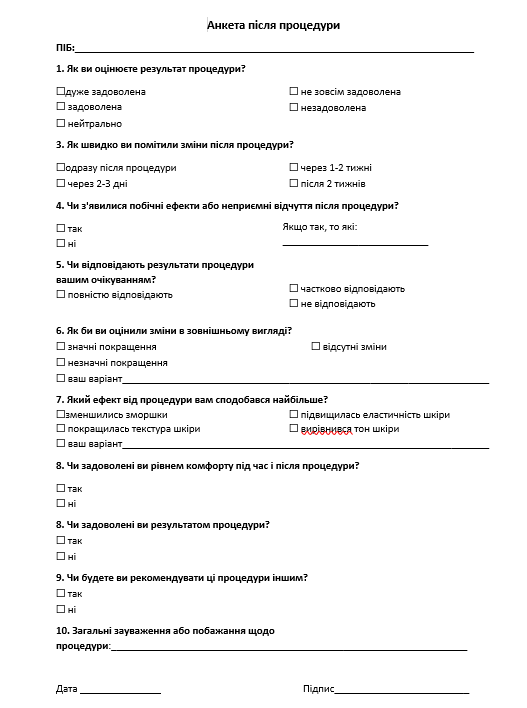 Анкета після процедури
ПІБ:
1. Як ви оцінюєте результат процедури?
☐дуже задоволена ☐ не зовсім задоволена
☐ задоволена ☐ незадоволена
☐ нейтрально
3. Як швидко ви помітили зміни після процедури?
☐одразу після процедури ☐ через 1-2 тижні
☐ через 2-3 дні ☐ після 2 тижнів
4. Чи з'явилися побічні ефекти або неприємні відчуття після процедури?
☐ так Якщо так, то які:
☐ ні
5. Чи відповідають результати процедури
вашим очікуванням?
☐ частково відповідають
☐ повністю відповідають
☐ не відповідають
6. Як би ви оцінили зміни в зовнішньому вигляді?
☐ значні покращення ☐ відсутні зміни
☐ незначні покращення
☐ ваш варіант
7. Який ефект від процедури вам сподобався найбільше?
☐зменшились зморшки ☐ підвищилась еластичність шкіри
☐ покращилась текстура шкіри ☐ вирівнився тон шкіри
☐ ваш варіант
8. Чи задоволені ви рівнем комфорту під час і після процедури?
☐ так
☐ ні
8. Чи задоволені ви результатом процедури?
☐ так
☐ ні
9. Чи будете ви рекомендувати ці процедури іншим?
☐ так
☐ ні
10. Загальні зауваження або побажання щодо
процедури:
Дата Підпис